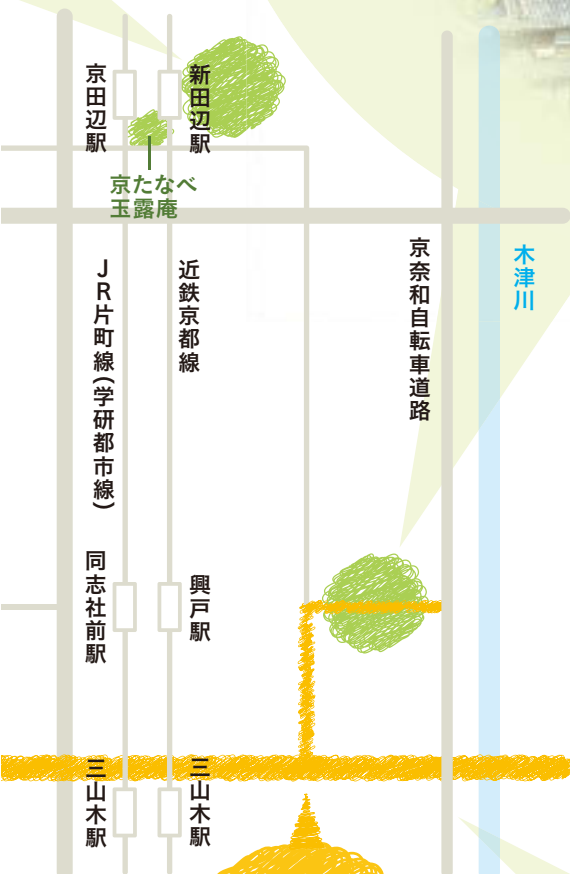 京田辺駅
新田辺駅
京たなべ
玉露庵
JR片町線(学研都市線)
近鉄京都線
京奈和自転車道路
木津川
同志社前駅
興戸駅
三山木駅
三山木駅